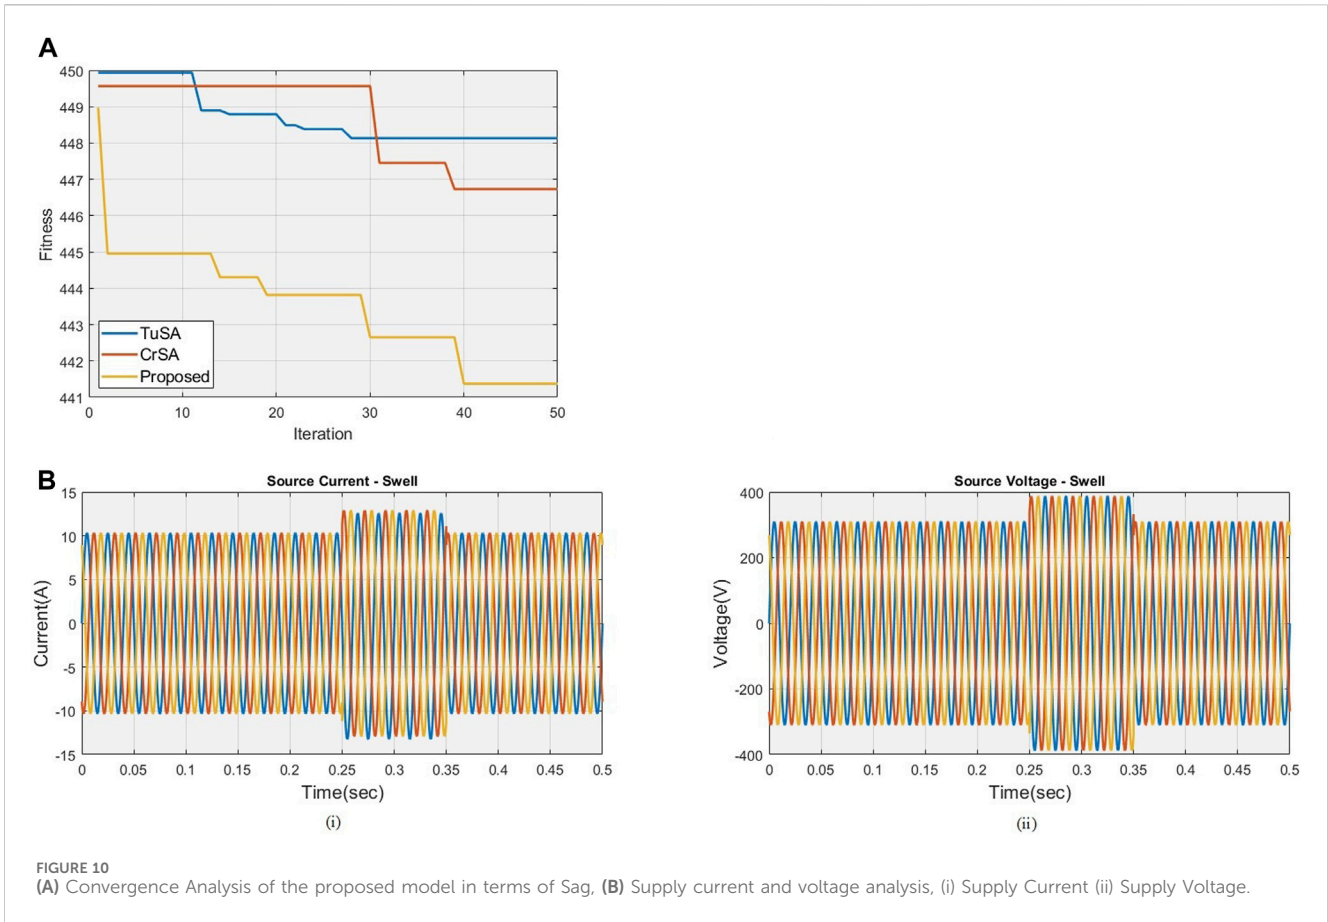 A
450
449
448
447
446
445
444
443
442
441
Fitness
TuSA
CrSA
Proposed
0 10 20 30 40 50
Iteration
B
Source Current - Swell
15
10
5
0
-5
-10
-15
Current(A)
0 0.05 0.1 0.15 0.2 0.25 0.3 0.35 0.4 0.45 0.5
Time(sec)
(i)
Source Voltage - Swell
400
200
0
-200
-400
Voltage(V)
0 0.05 0.1 0.15 0.2 0.25 0.3 0.35 0.4 0.45 0.5
Time(sec)
(ii)
FIGURE 10
(A) Convergence Analysis of the proposed model in terms of Sag, (B) Supply current and voltage analysis, (i) Supply Current (ii) Supply Voltage.